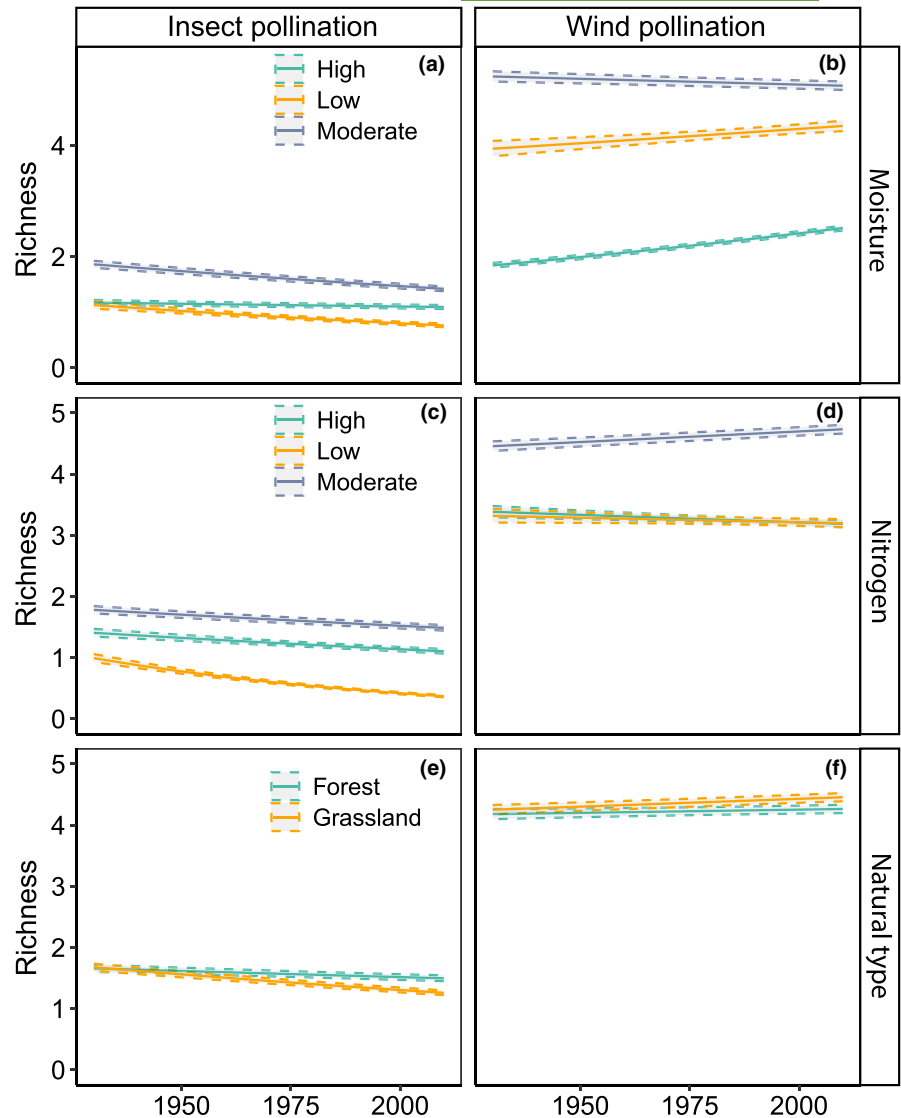 Insect pollination
Wind pollination
(a)
High
Low
Moderate
(b)
Richness
4
2
0
Moisture
(c)
High
Low
Moderate
(d)
Richness
5
4
3
2
1
0
Nitrogen
(e)
Forest
Grassland
(f)
Richness
5
4
3
2
1
0
Natural type
1950 1975 2000
1950 1975 2000